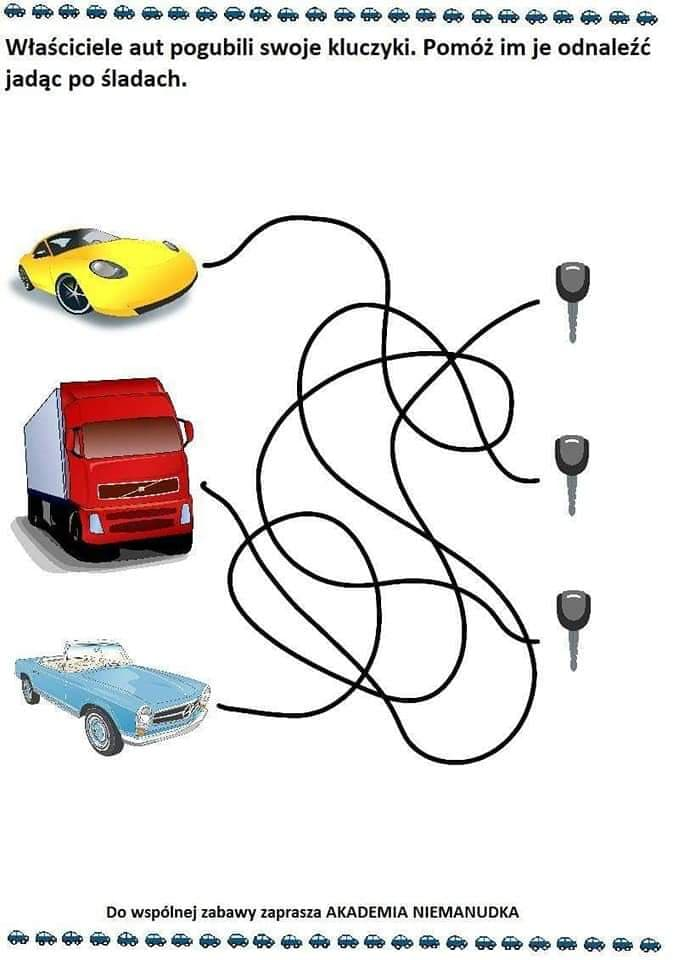 Właściciele aut pogubili swoje kluczyki. Pomóż im je odnaleźć
jadąc po śladach.
Do wspólnej zabawy zaprasza AKADEMIA NIEMANUDKA